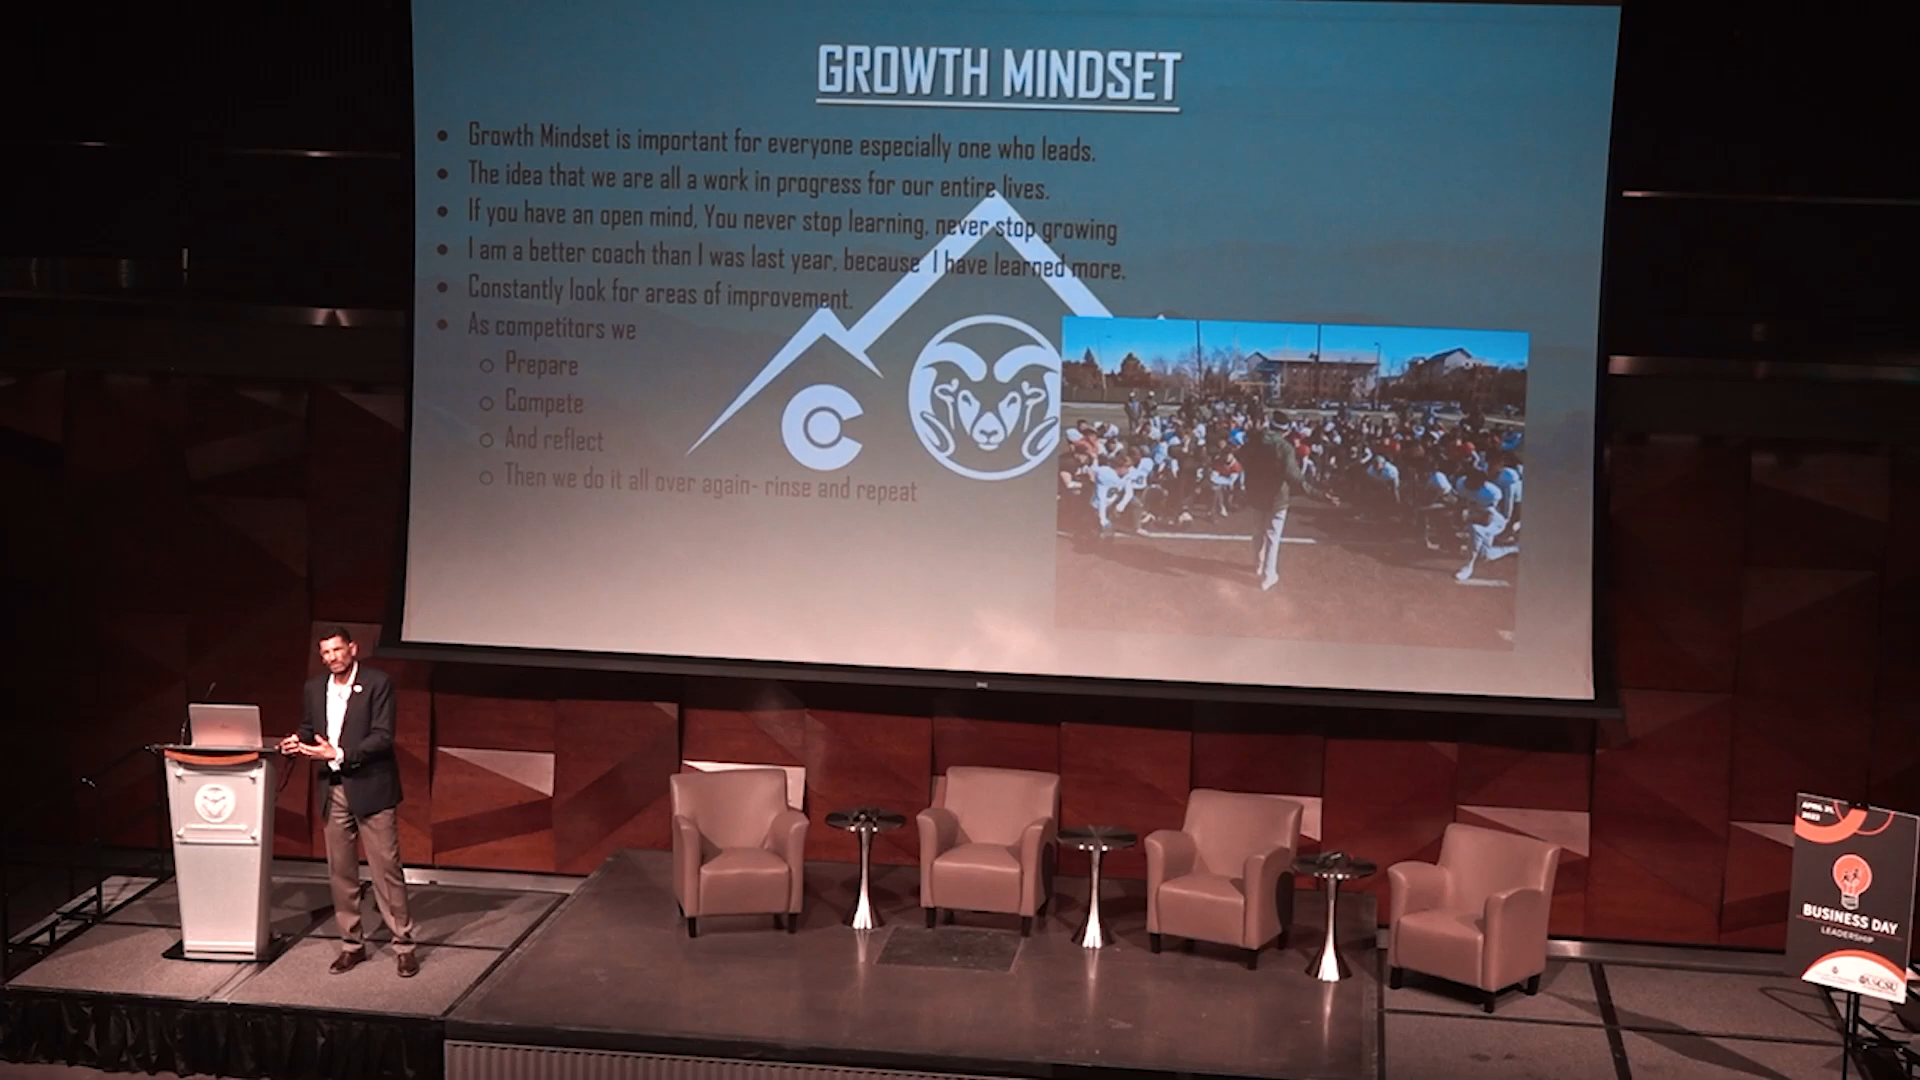 GROWTH MINDSET
Growth Mindset is important for everyone especially one who leads.
The idea that we are all a work in progress for our entire lives.
If you have an open mind, You never stop learning, never stop growing
I am a better coach than I was last year, because I have learned more.
Constantly look for areas of improvement.
As competitors we
Prepare
Compete
And reflect
Then we do it all over again- rinse and repeat
C
BUSINESS DAY
LEADERSHIP